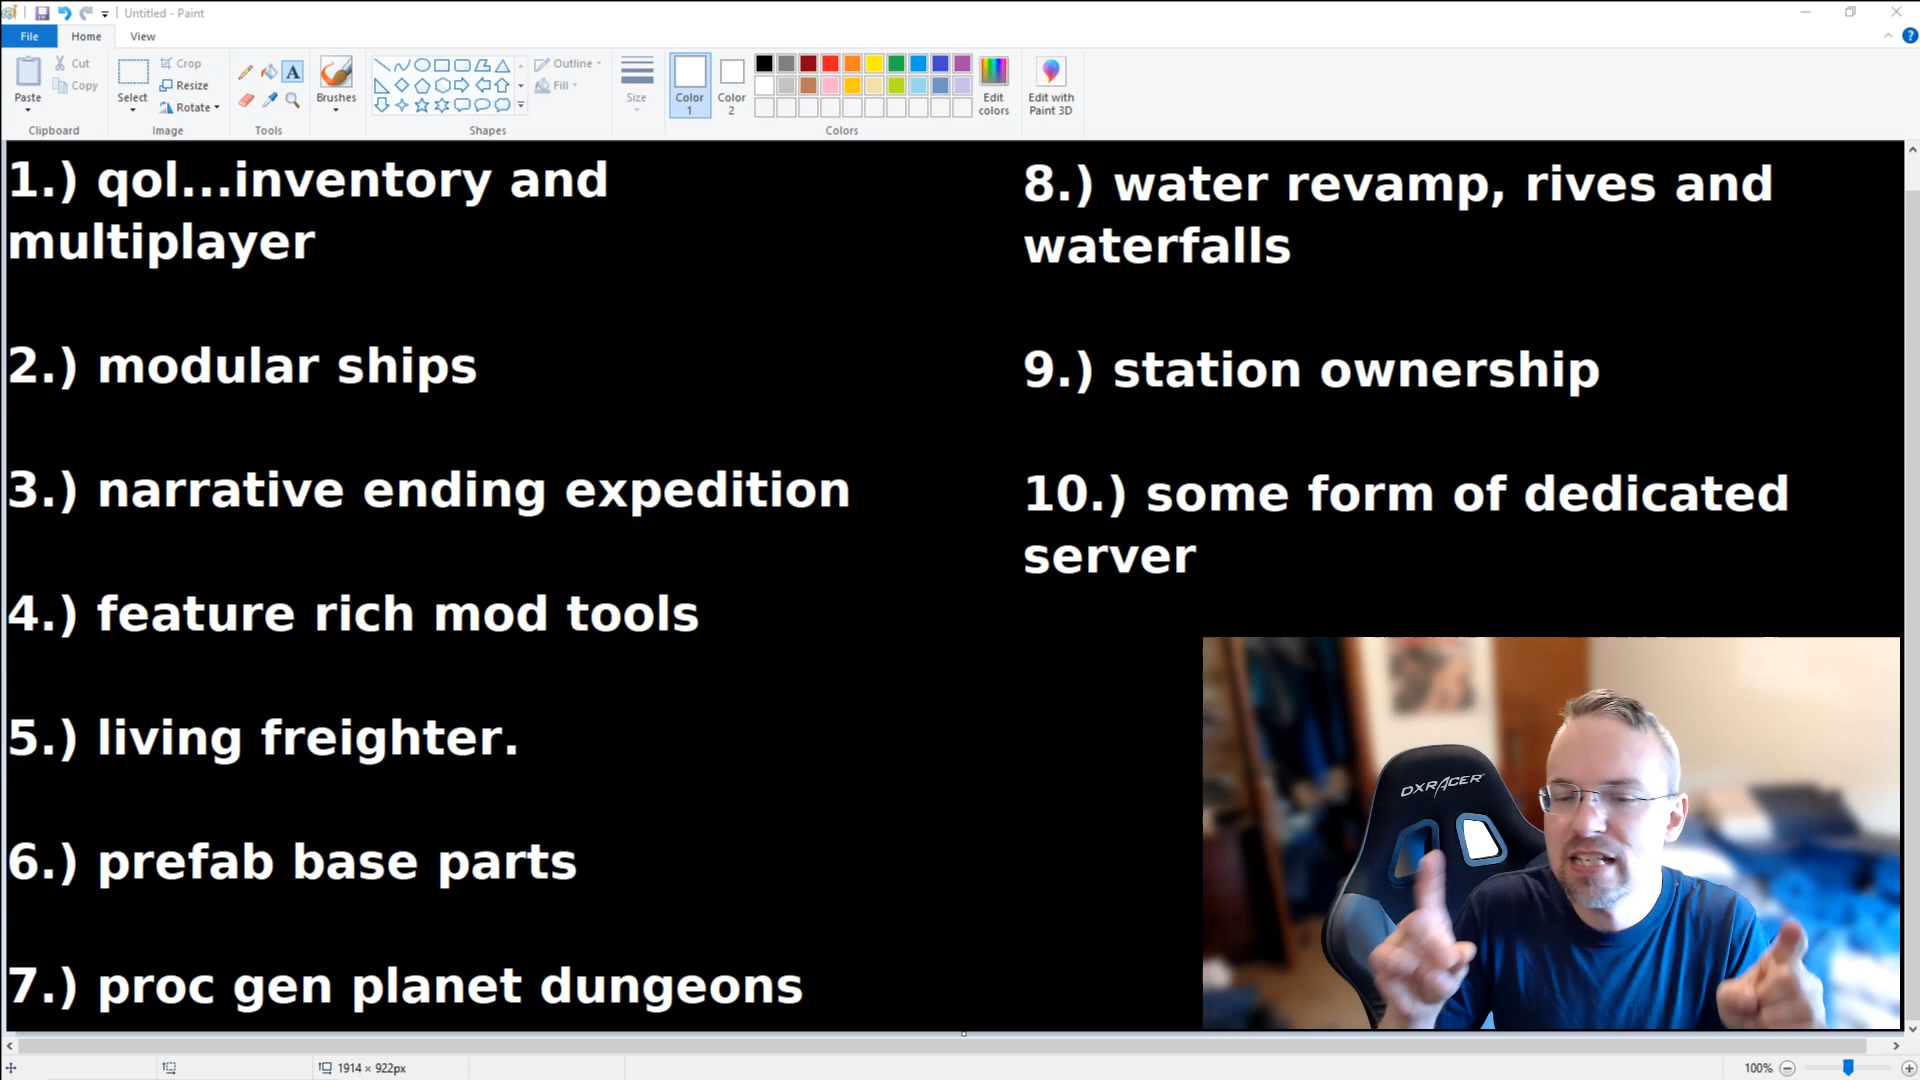 Untitled - Paint
File
Home
View
Paste
Cut
Copy
Clipboard
Select
Crop
Resize
Rotate
Image
A
Tools
Brushes
Outline
Fill
Shapes
Size
Color
1
Color
2
Edit
colors
Colors
Edit with
Paint 3D
1.) qol...inventory and
multiplayer
2.) modular ships
3.) narrative ending expedition
4.) feature rich mod tools
5.) living freighter.
6.) prefab base parts
7.) proc gen planet dungeons
8.) water revamp, rives and
waterfalls
9.) station ownership
10.) some form of dedicated
server
DXRACER
1914 × 922px
100%